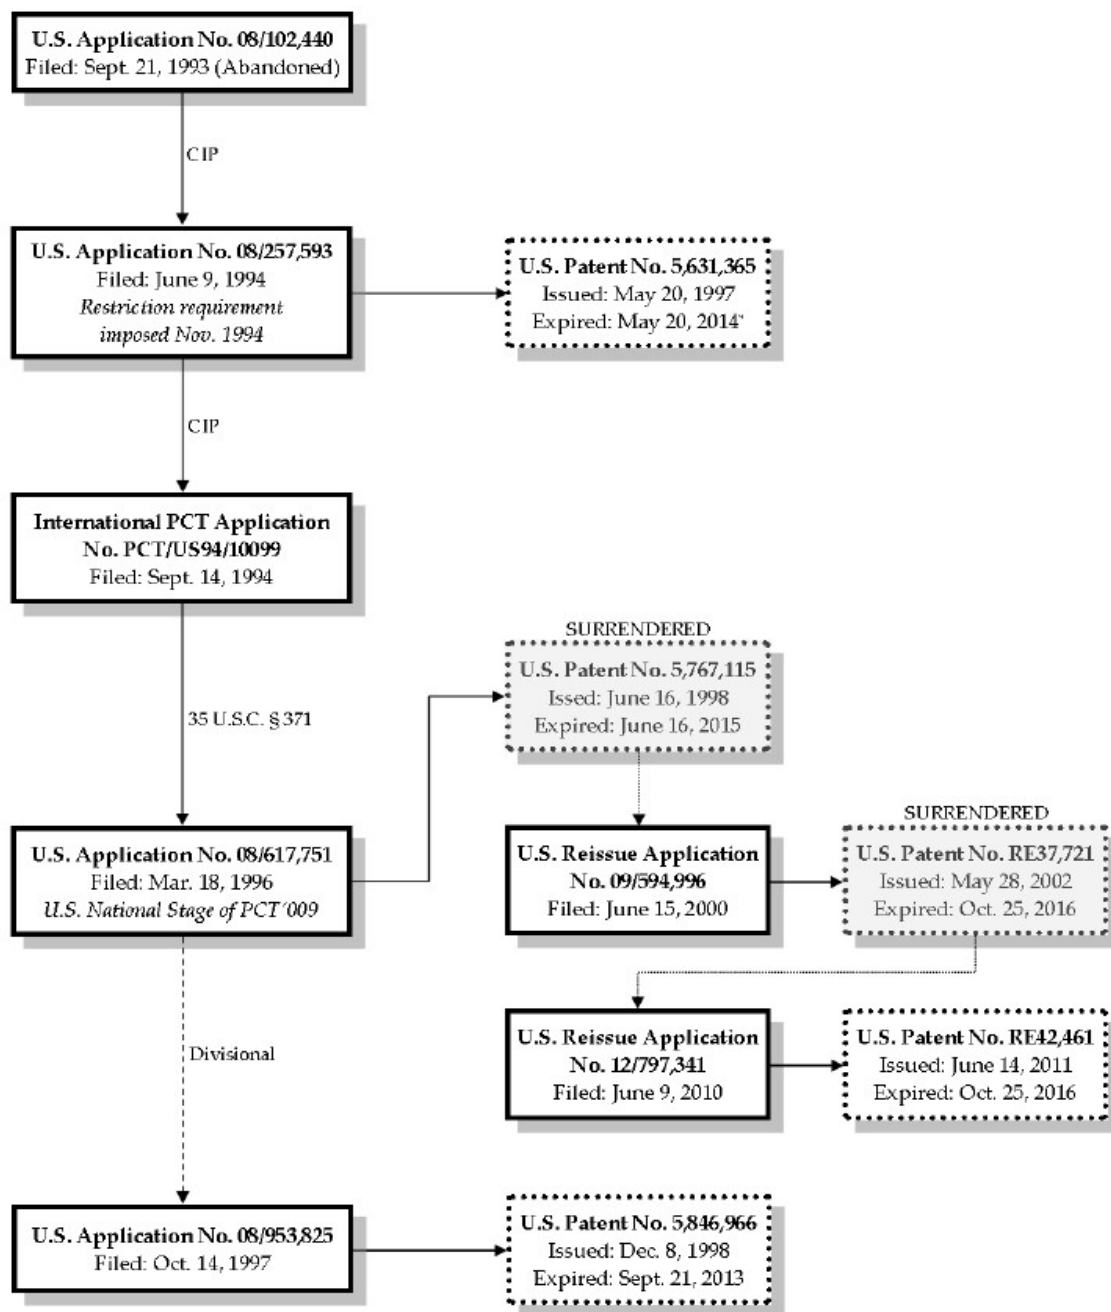 U.S. Application No. 08/102,440
Filed: Sept. 21, 1993 (Abandoned)
CIP
U.S. Application No. 08/257,593
Filed: June 9, 1994
Restriction requirement
imposed Nov. 1994
U.S. Patent No. 5,631,365
Issued: May 20, 1997
Expired: May 20, 2014*
CIP
International PCT Application
No. PCT/US94/10099
Filed: Sept. 14, 1994
35 U.S.C. § 371
SURRENDERED
U.S. Patent No. 5,767,115
Issed: June 16, 1998
Expired: June 16, 2015
U.S. Application No. 08/617,751
Filed: Mar. 18, 1996
U.S. National Stage of PCT '009
U.S. Reissue Application
No. 09/594,996
Filed: June 15, 2000
SURRENDERED
U.S. Patent No. RE37,721
Issued: May 28, 2002
Expired: Oct. 25, 2016
Divisional
U.S. Reissue Application
No. 12/797,341
Filed: June 9, 2010
U.S. Patent No. RE42,461
Issued: June 14, 2011
Expired: Oct. 25, 2016
U.S. Application No. 08/953,825
Filed: Oct. 14, 1997
U.S. Patent No. 5,846,966
Issued: Dec. 8, 1998
Expired: Sept. 21, 2013